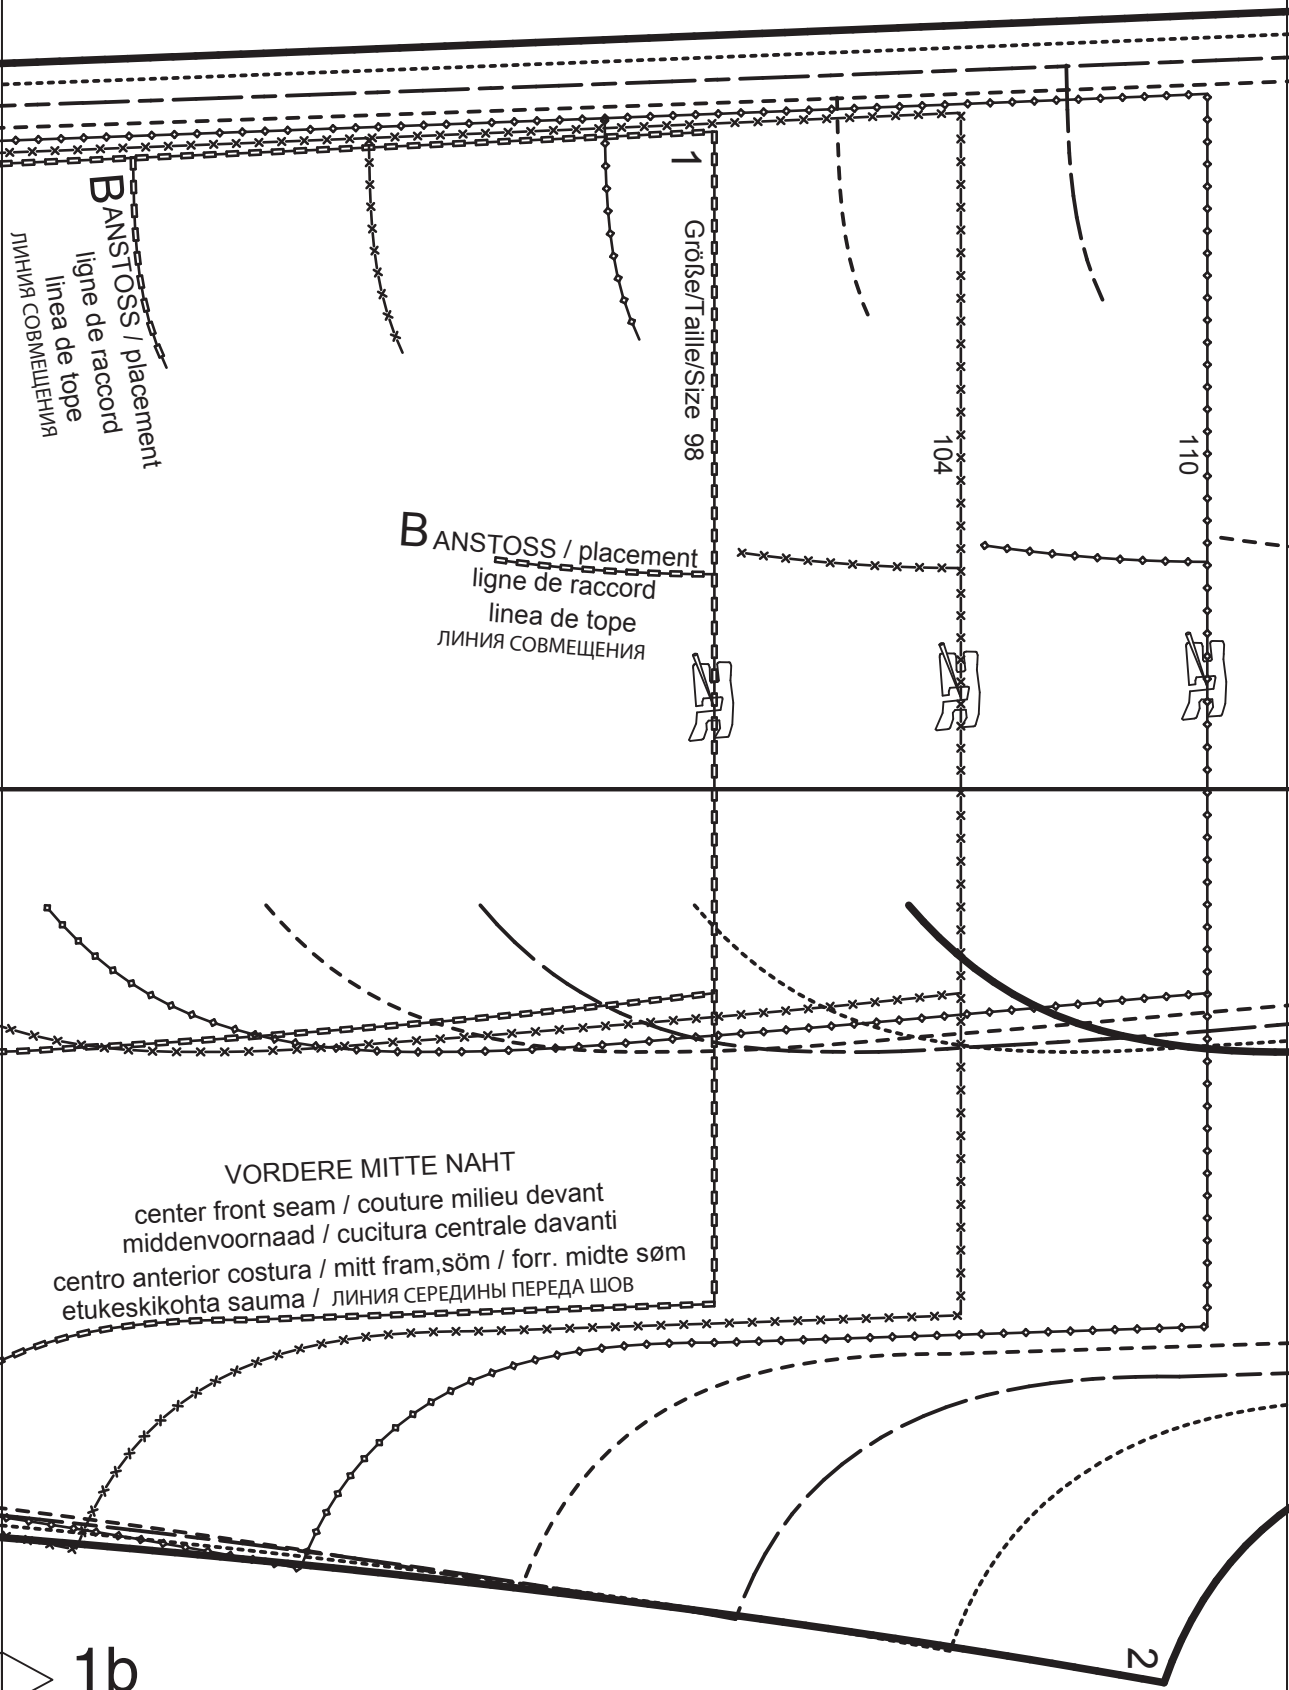 BANSTOSS / placement
ligne de raccord
linea de tope
ЛИНИЯ СОВМЕЩЕНИЯ
1
Größe/Taille/Size 98
104
110
BANSTOSS / placement
ligne de raccord
linea de tope
ЛИНИЯ СОВМЕЩЕНИЯ
VORDERE MITTE NAHT
center front seam / couture milieu devant
middenvoornaad / cucitura centrale davanti
centro anterior costura / mitt fram,söm / forr. midte søm
etukeskikohta sauma / ЛИНИЯ СЕРЕДИНЫ ПЕРЕДА ШОВ
2
1b